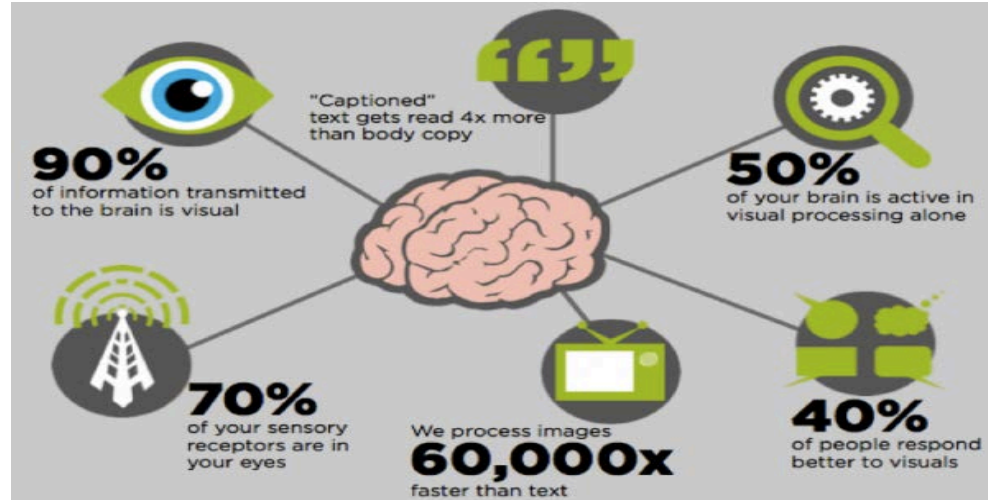 "Captioned"
text gets read 4x more
than body copy
90%
of information transmitted
to the brain is visual
50%
of your brain is active in
visual processing alone
70%
of your sensory
receptors are in
your eyes
We process images
60,000x
faster than text
40%
of people respond
better to visuals